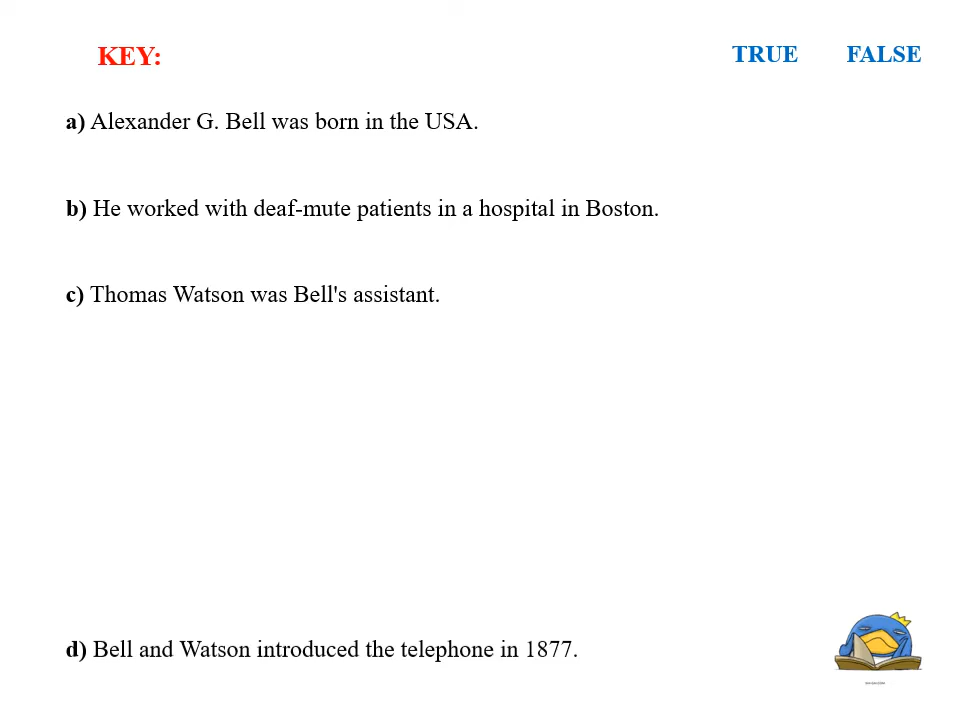 KEY:
TRUE FALSE
a) Alexander G. Bell was born in the USA.
b) He worked with deaf-mute patients in a hospital in Boston.
c) Thomas Watson was Bell's assistant.
d) Bell and Watson introduced the telephone in 1877.